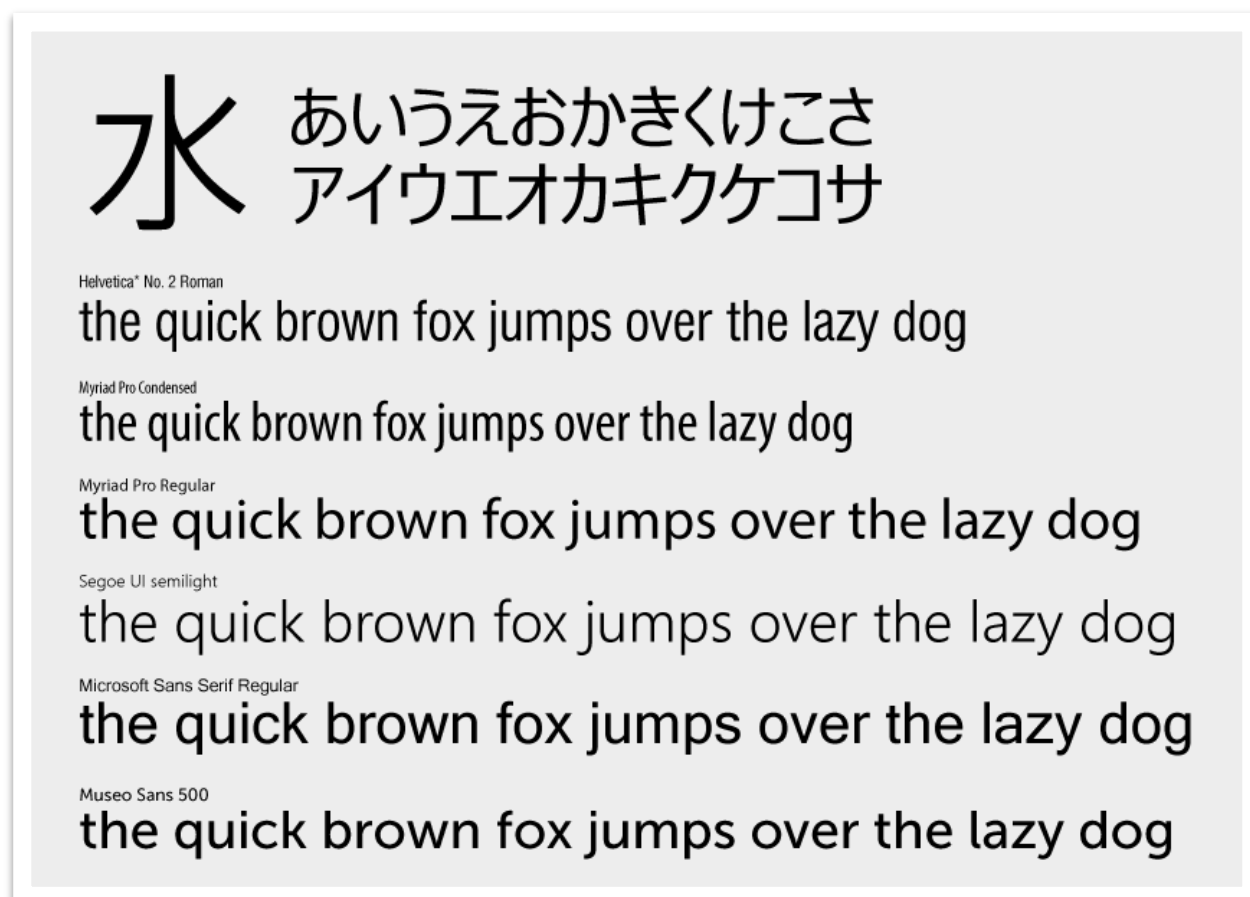 水
あいうえおかきくけこさ
アイウエオカキクケコサ
Helvetica* No. 2 Roman
the quick brown fox jumps over the lazy dog
Myriad Pro Condensed
the quick brown fox jumps over the lazy dog
Myriad Pro Regular
the quick brown fox jumps over the lazy dog
Segoe UI semilight
the quick brown fox jumps over the lazy dog
Microsoft Sans Serif Regular
the quick brown fox jumps over the lazy dog
Museo Sans 500
the quick brown fox jumps over the lazy dog